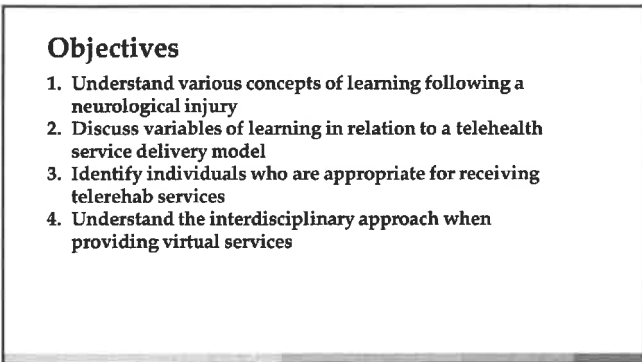 Objectives
1. Understand various concepts of learning following a
neurological injury
2. Discuss variables of learning in relation to a telehealth
service delivery model
3. Identify individuals who are appropriate for receiving
telerehab services
4. Understand the interdisciplinary approach when
providing virtual services